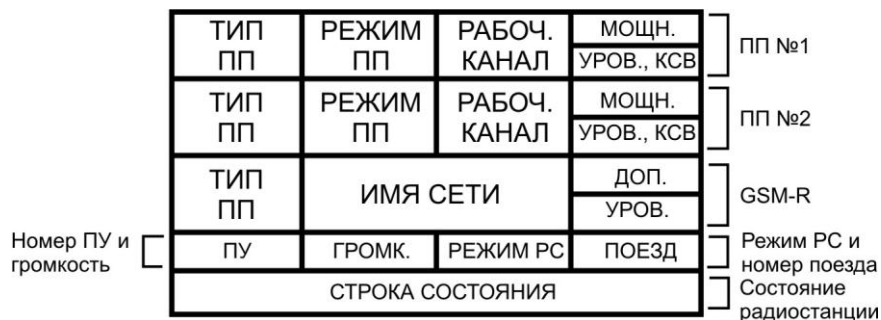 ТИП ПП РЕЖИМ ПП РАБОЧ. КАНАЛ МОЩН.
УРОВ., КСВ
ПП №1
ТИП ПП РЕЖИМ ПП РАБОЧ. КАНАЛ МОЩН.
УРОВ., КСВ
ПП №2
ТИП ПП ИМЯ СЕТИ ДОП.
УРОВ.
GSM-R
Номер ПУ и
громкость
ПУ ГРОМК. РЕЖИМ РС ПОЕЗД
Режим РС и
номер поезда
СТРОКА СОСТОЯНИЯ
Состояние
радиостанции